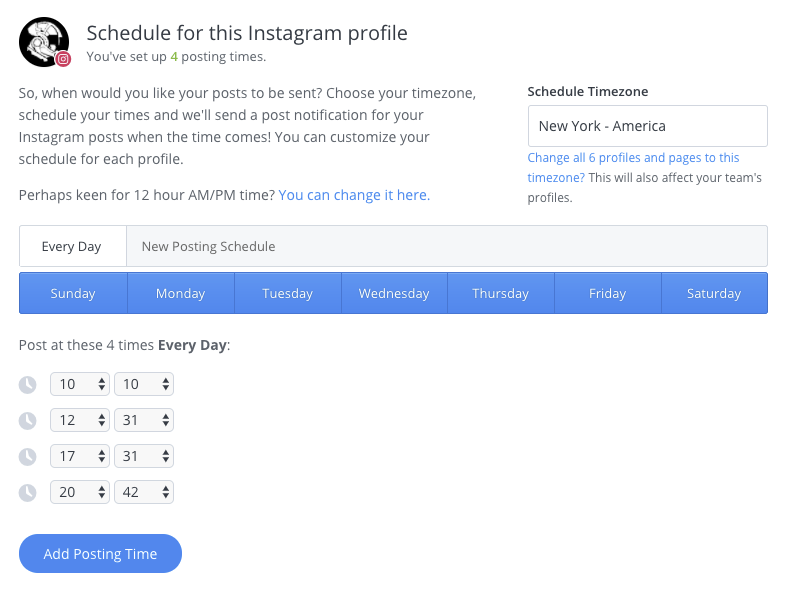 Schedule for this Instagram profile
You've set up 4 posting times.
So, when would you like your posts to be sent? Choose your timezone,
schedule your times and we'll send a post notification for your
Instagram posts when the time comes! You can customize your
schedule for each profile.
Perhaps keen for 12 hour AM/PM time? You can change it here.
Schedule Timezone
New York - America
Change all 6 profiles and pages to this
timezone? This will also affect your team's
profiles.
Every Day New Posting Schedule
Sunday Monday Tuesday Wednesday Thursday Friday Saturday
Post at these 4 times Every Day:
10 10
12 31
17 31
20 42
Add Posting Time